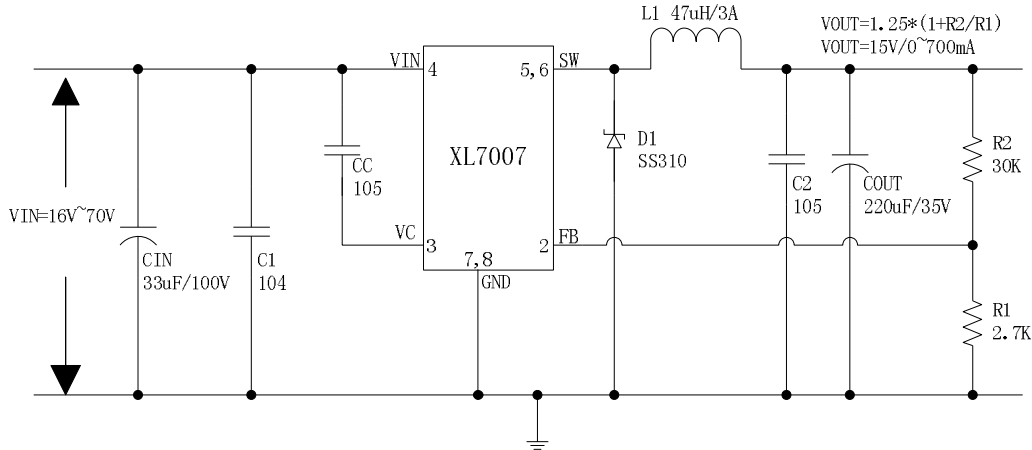 L1 47uH/3A
VOUT=1.25*(1+R2/R1)
VOUT=15V/0~700mA
VIN
4
5,6
SW
XL7007
CC
105
D1
SS310
R2
30K
C2
105
COUT
220uF/35V
VIN=16V~70V
VC
3
2
FB
7,8
GND
CIN
33uF/100V
C1
104
R1
2.7K